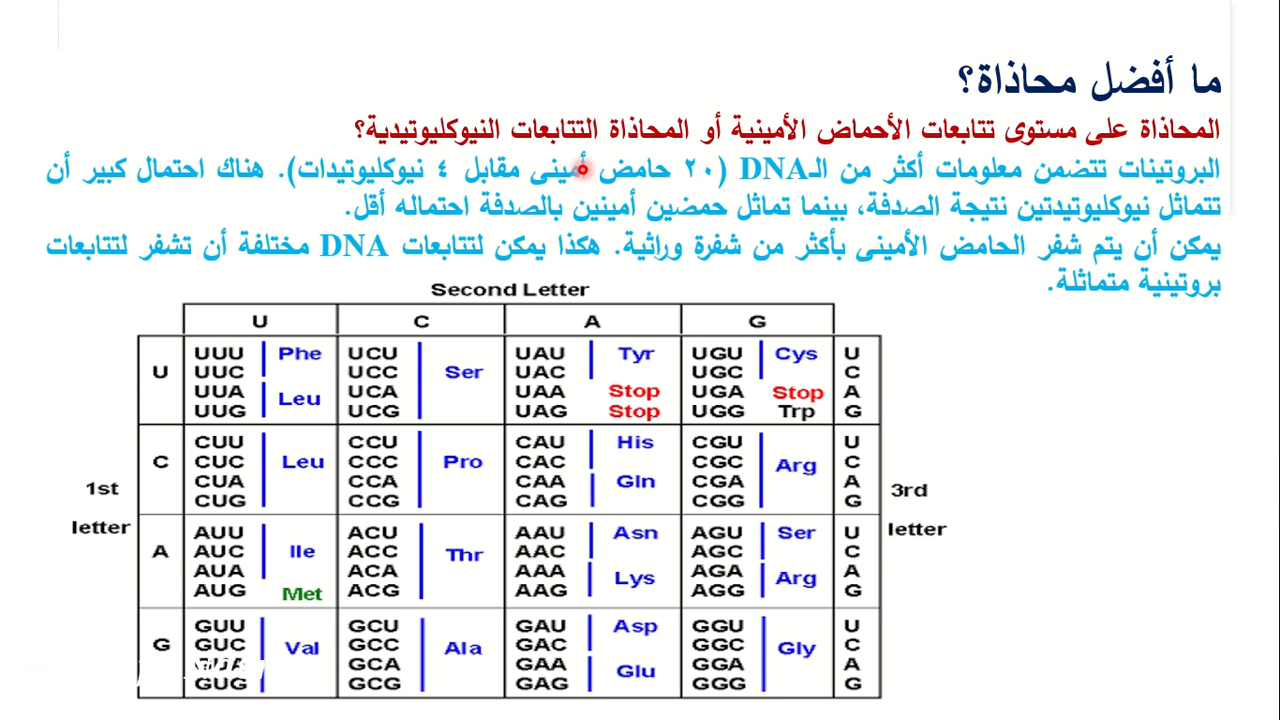 ما أفضل محاذاة؟
المحاذاة على مستوى تتابعات الأحماض الأمينية أو المحاذاة التتابعات النيوكليوتيدية؟
البروتينات تتضمن معلومات أكثر من الـDNA (٢٠ حامض أمينى مقابل ٤ نيوكليوتيدات). هناك احتمال كبير أن
تتماثل نيوكليوتيدتين نتيجة الصدفة، بينما تماثل حمضين أمينين بالصدفة احتماله أقل.
يمكن أن يتم شفر الحامض الأمينى بأكثر من شفرة وراثية. هكذا يمكن لتتابعات DNA مختلفة أن تشفر لتتابعات
بروتينية متماثلة.
Second Letter
U C A G
UUU Phe UCU UAU Tyr UGU Cys U
U UUC UCC Ser UAC UGC C
UUA Leu UCA UAA Stop UGA Stop A
UUG UCG UAG Stop UGG Trp G
CUU CCU CAU His CGU U
C CUC Leu CCC Pro CAC CGC Arg C
CUA CCA CAA Gln CGA A
CUG CCG CAG CGG G
1st letter
3rd letter
AUU ACU AAU Asn AGU Ser U
A AUC Ile ACC Thr AAC AGC C
AUA ACA AAA Lys AGA Arg A
AUG Met ACG AAG AGG G
GUU GCU GAU Asp GGU U
G GUC Val GCC Ala GAC GGC Gly C
GCA GAA Glu GGA A
GUG GCG GAG GGG G